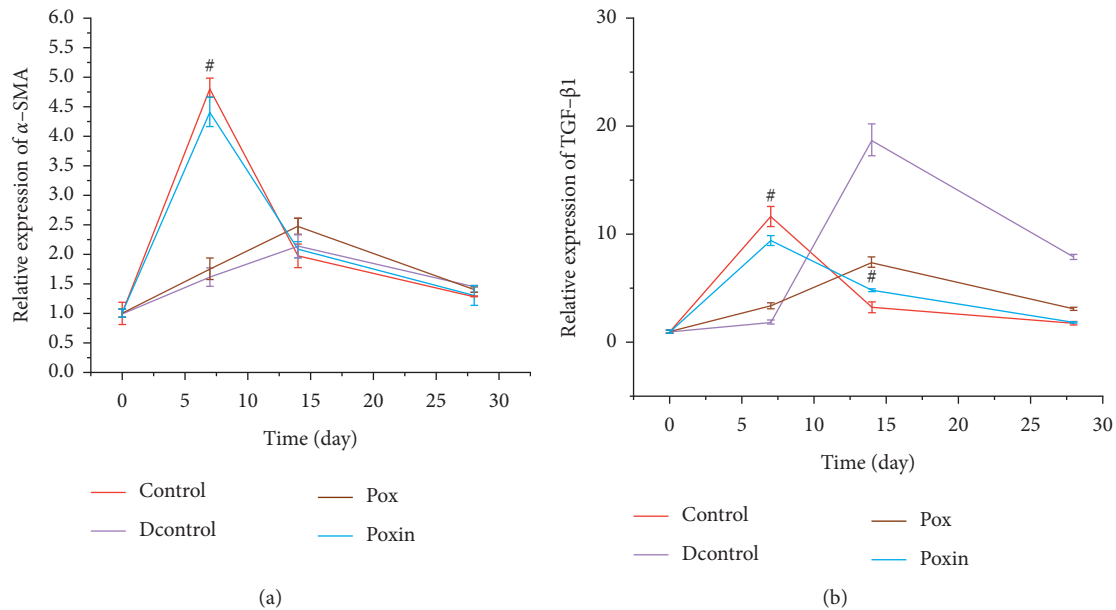 6.0
5.5
5.0
4.5
4.0
3.5
3.0
2.5
2.0
1.5
1.0
0.5
0.0
Relative expression of α–SMA
#
0 5 10 15 20 25 30
Time (day)
Control
Dcontrol
Pox
Poxin
(a)
30
20
10
0
Relative expression of TGF–β1
#
#
0 5 10 15 20 25 30
Time (day)
Control
Dcontrol
Pox
Poxin
(b)